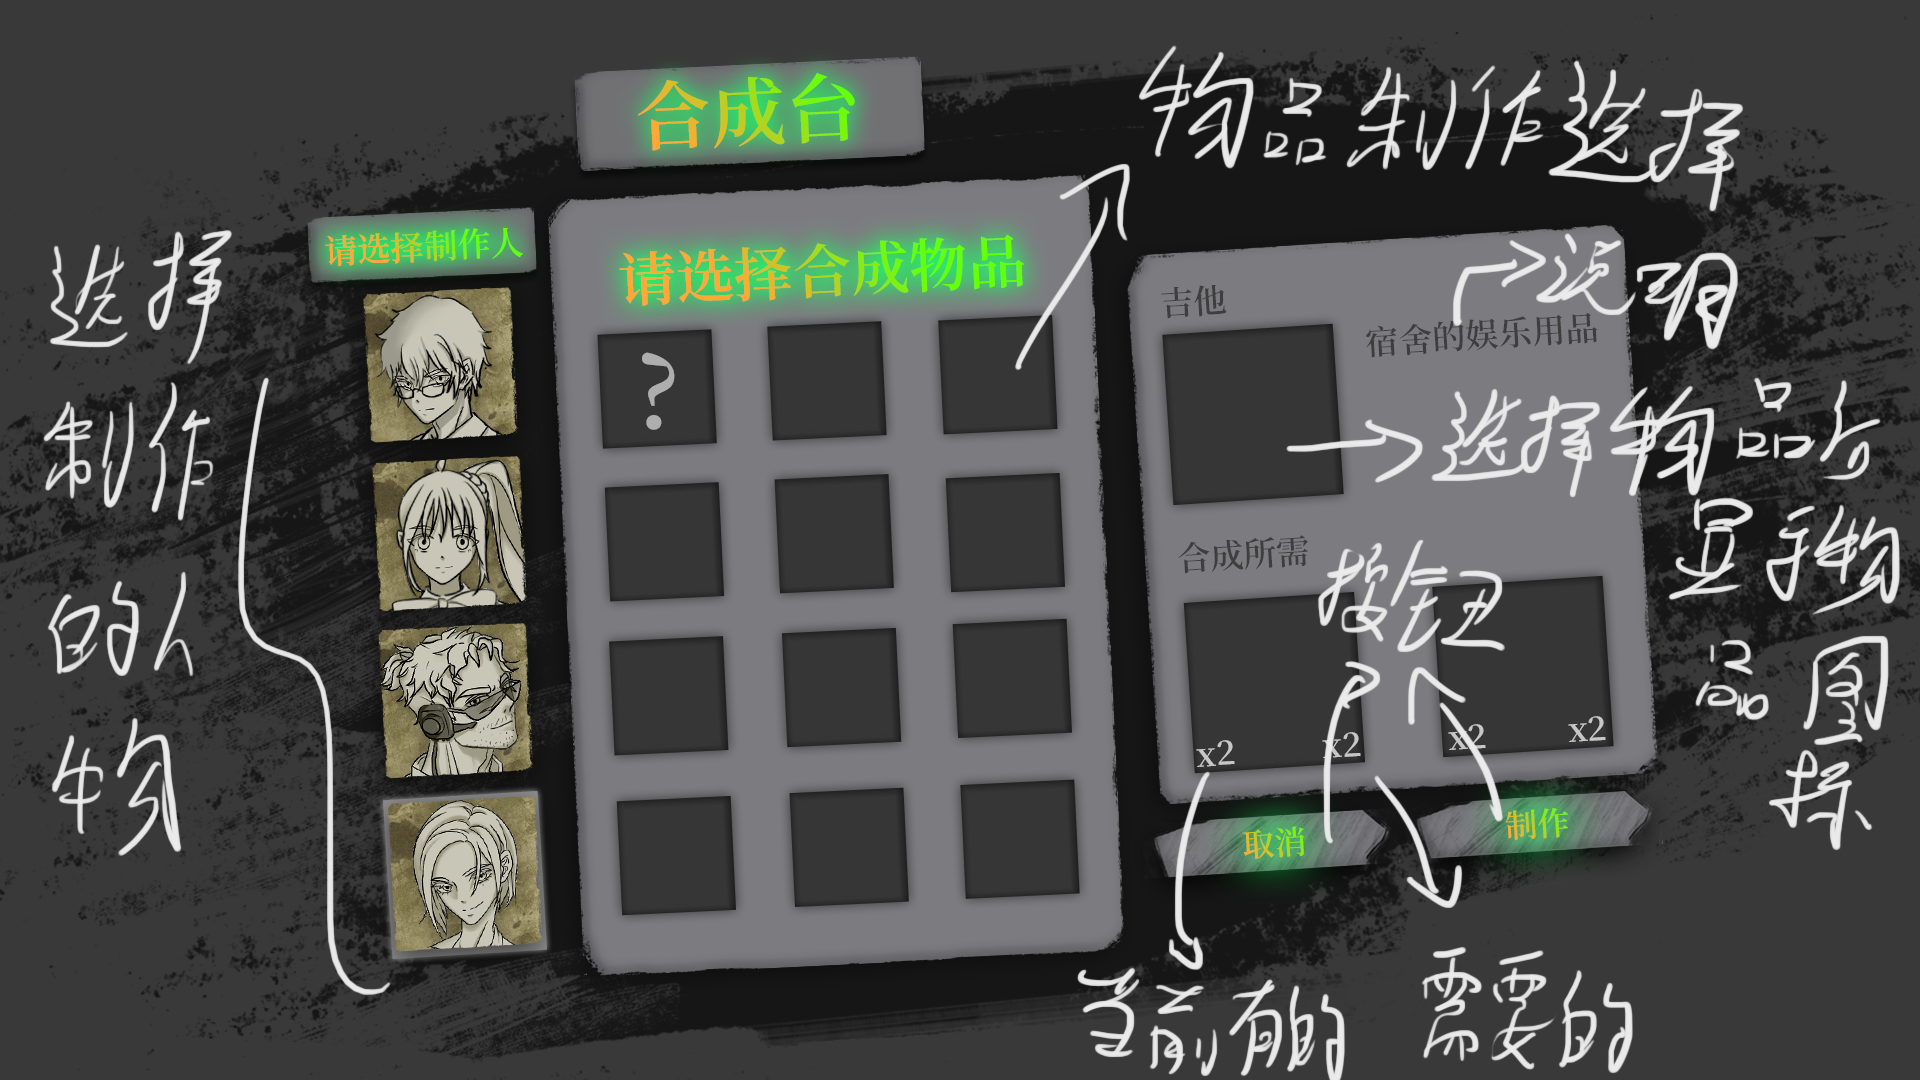 合成台
物品制作选择
请选择制作人
选择
制作
的人
物
请选择合成物品
?
吉他
说明
宿舍的娱乐用品
选择物品后
显示物
品图
标
合成所需
按钮
x2
x2
x2
x2
取消
制作
当前有的
需要的